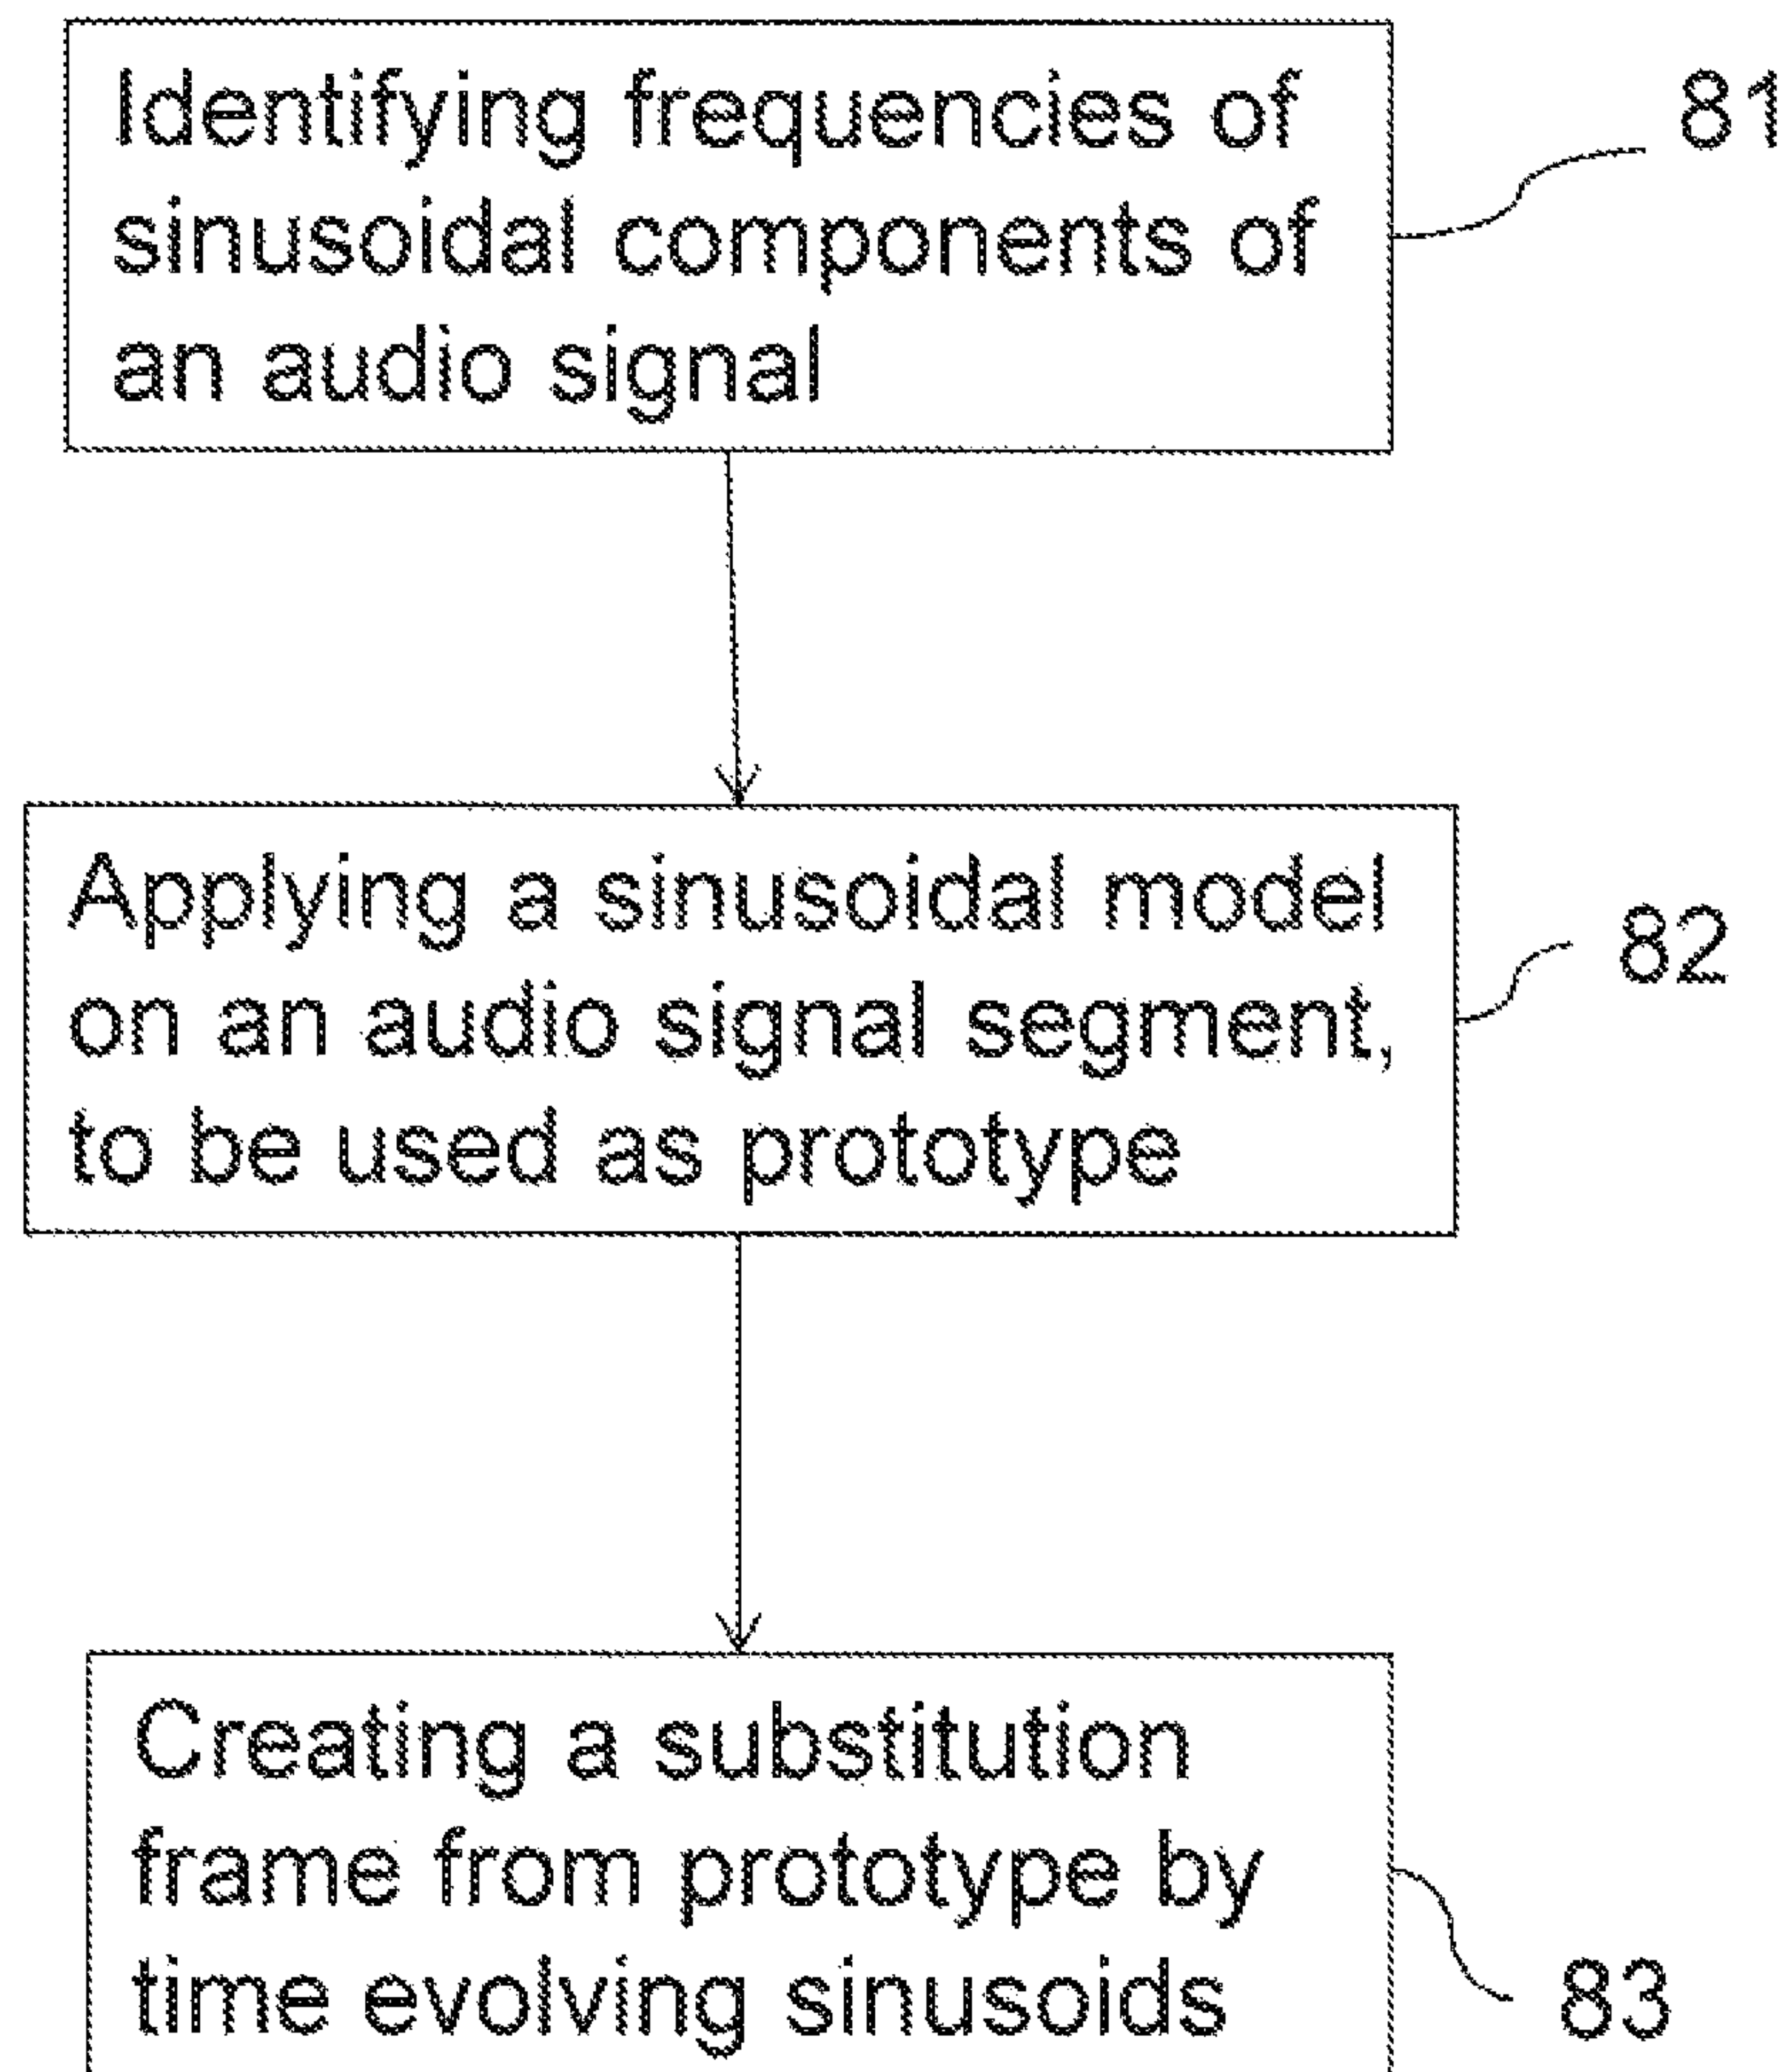 Identifying frequencies of
sinusoidal components of
an audio signal
81
Applying a sinusoidal model
on an audio signal segment,
to be used as prototype
82
Creating a substitution
frame from prototype by
time evolving sinusoids
83